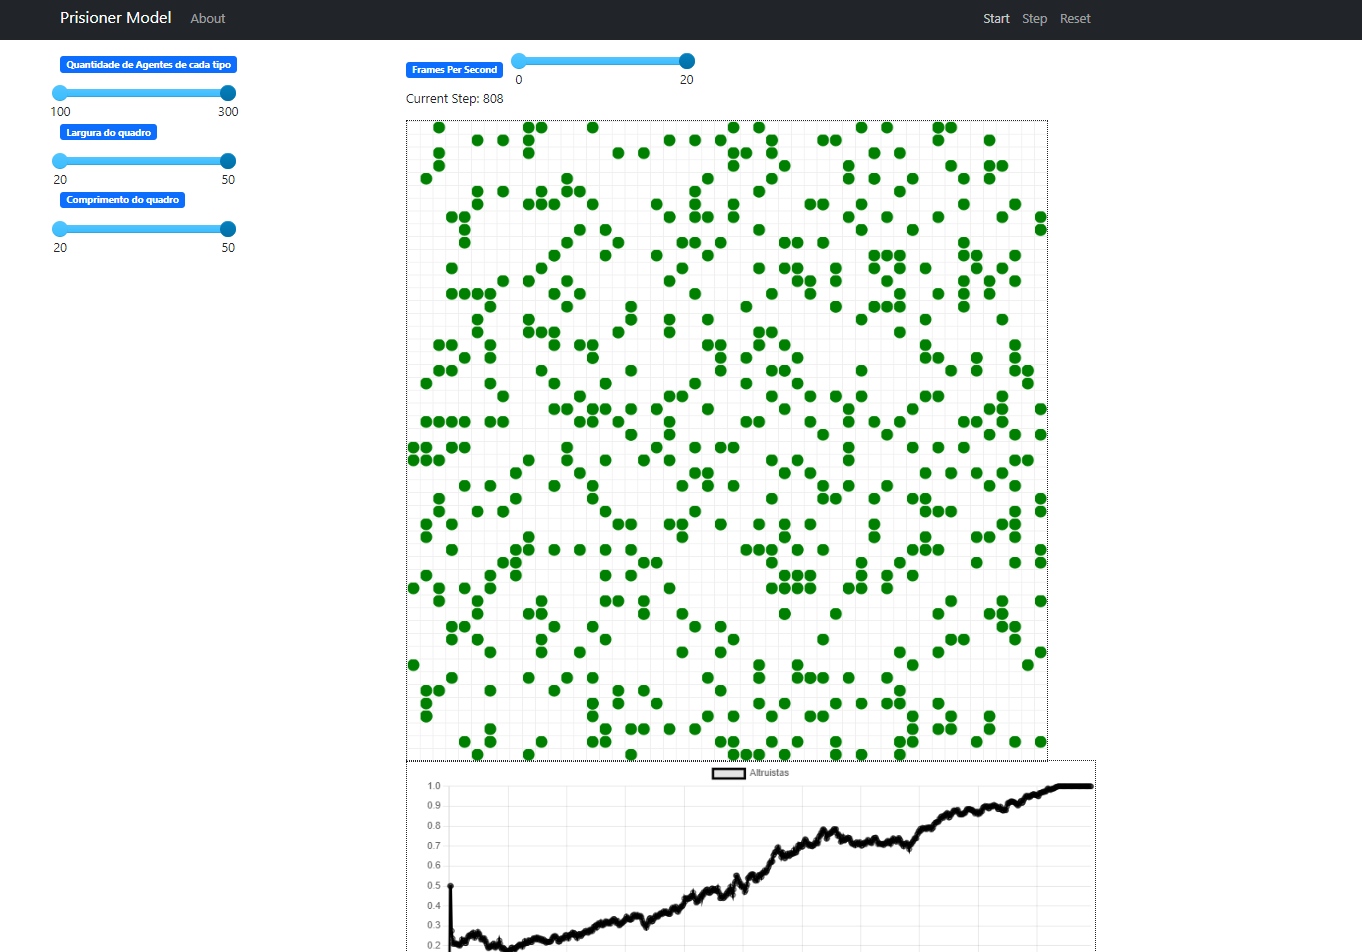 Prisioner Model About Start Step Reset
Quantidade de Agentes de cada tipo
100 300
Largura do quadro
20 50
Comprimento do quadro
20 50
Frames Per Second
0 20
Current Step: 808
Altruistas
1.0
0.9
0.8
0.7
0.6
0.5
0.4
0.3
0.2